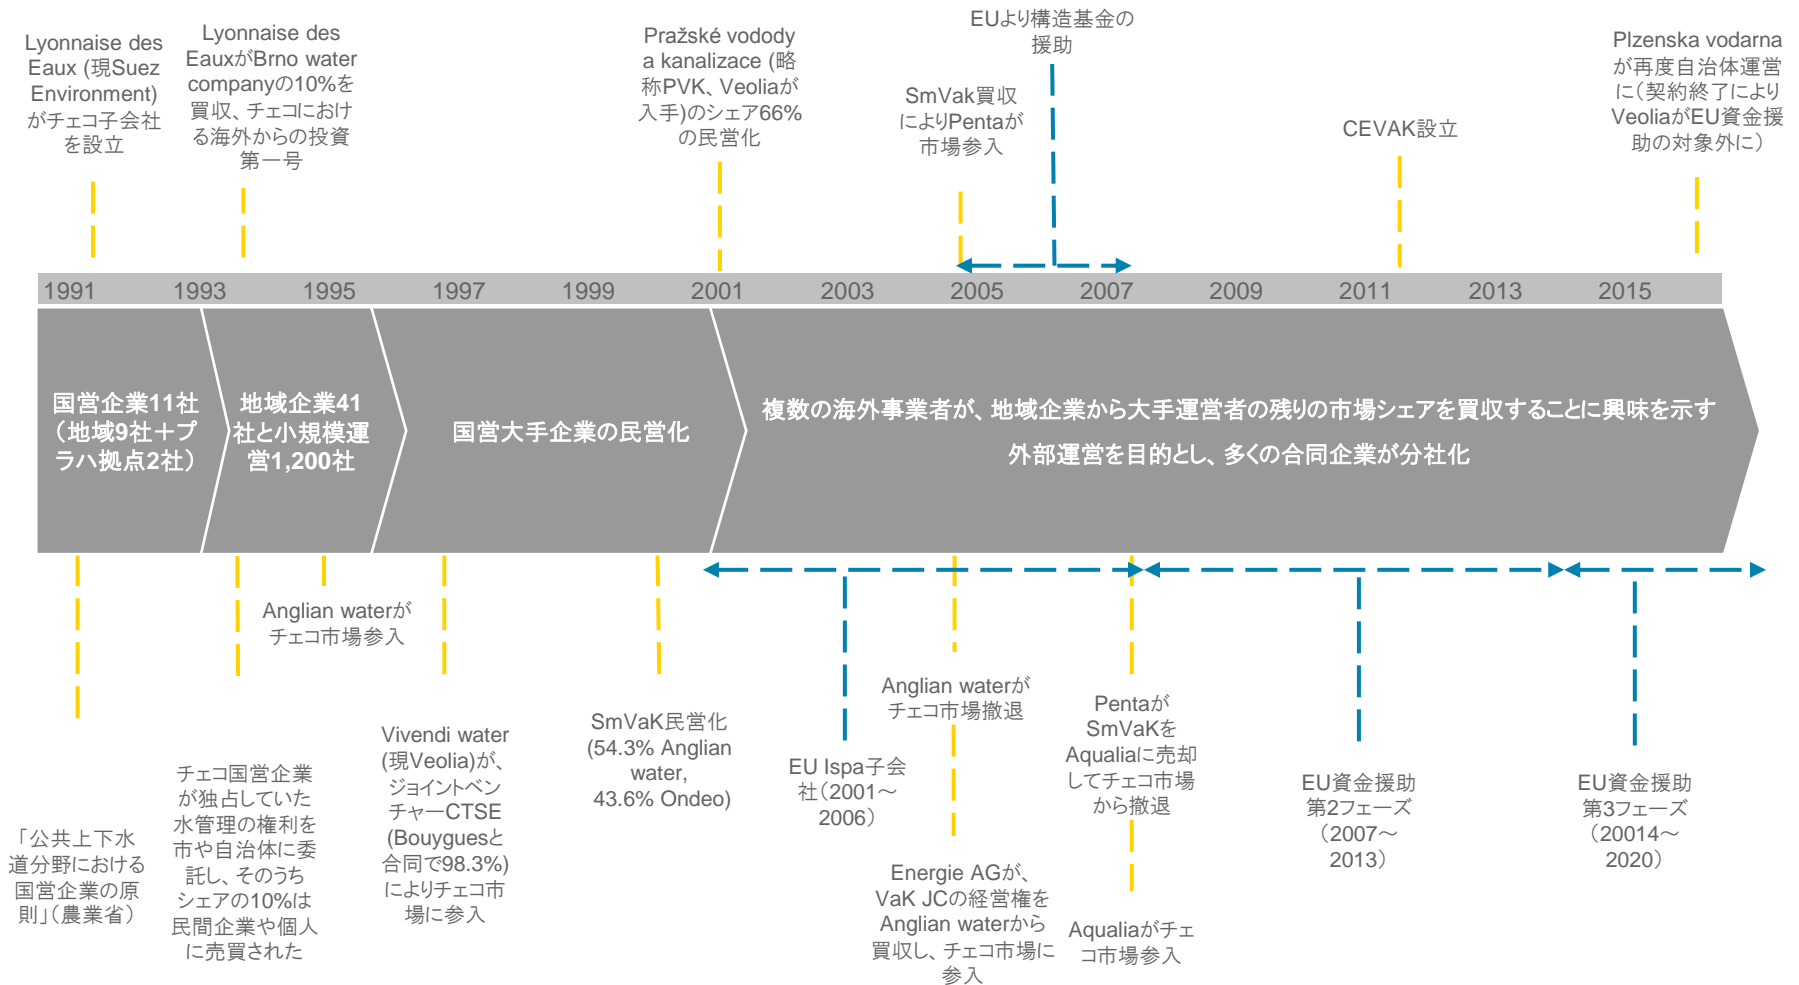 Lyonnaise des
Eaux (現Suez
Environment)
がチェコ子会社
を設立
Lyonnaise des
EauxがBrno water
companyの10%を
買収、チェコにおけ
る海外からの投資
第一号
Pražské vodody
a kanalizace (略
称PVK、Veoliaが
入手)のシェア66%
の民営化
SmVak買収
によりPentaが
市場参入
EUより構造基金の
援助
CEVAK設立
Plzenska vodarna
が再度自治体運営
に（契約終了により
VeoliaがEU資金援
助の対象外に）
1991 1993 1995 1997 1999 2001 2003 2005 2007 2009 2011 2013 2015
国営企業11社
（地域9社＋プ
ラハ拠点2社）
地域企業41
社と小規模運
営1,200社
国営大手企業の民営化
複数の海外事業者が、地域企業から大手運営者の残りの市場シェアを買収することに興味を示す
外部運営を目的とし、多くの合同企業が分社化
「公共上下水
道分野における
国営企業の原
則」（農業省）
チェコ国営企業
が独占していた
水管理の権利を
市や自治体に委
託し、そのうち
シェアの10%は
民間企業や個人
に売買された
Anglian waterが
チェコ市場参入
Vivendi water
(現Veolia)が、
ジョイントベン
チャーCTSE
(Bouyguesと
合同で98.3%)
によりチェコ市
場に参入
SmVaK民営化
(54.3% Anglian
water,
43.6% Ondeo)
EU Ispa子会
社（2001～
2006）
Anglian waterが
チェコ市場撤退
Energie AGが、
VaK JCの経営権を
Anglian waterから
買収し、チェコ市場に
参入
Pentaが
SmVaKを
Aqualiaに売却
してチェコ市場
から撤退
Aqualiaがチェ
コ市場参入
EU資金援助
第2フェーズ
（2007～
2013）
EU資金援助
第3フェーズ
（20014～
2020）